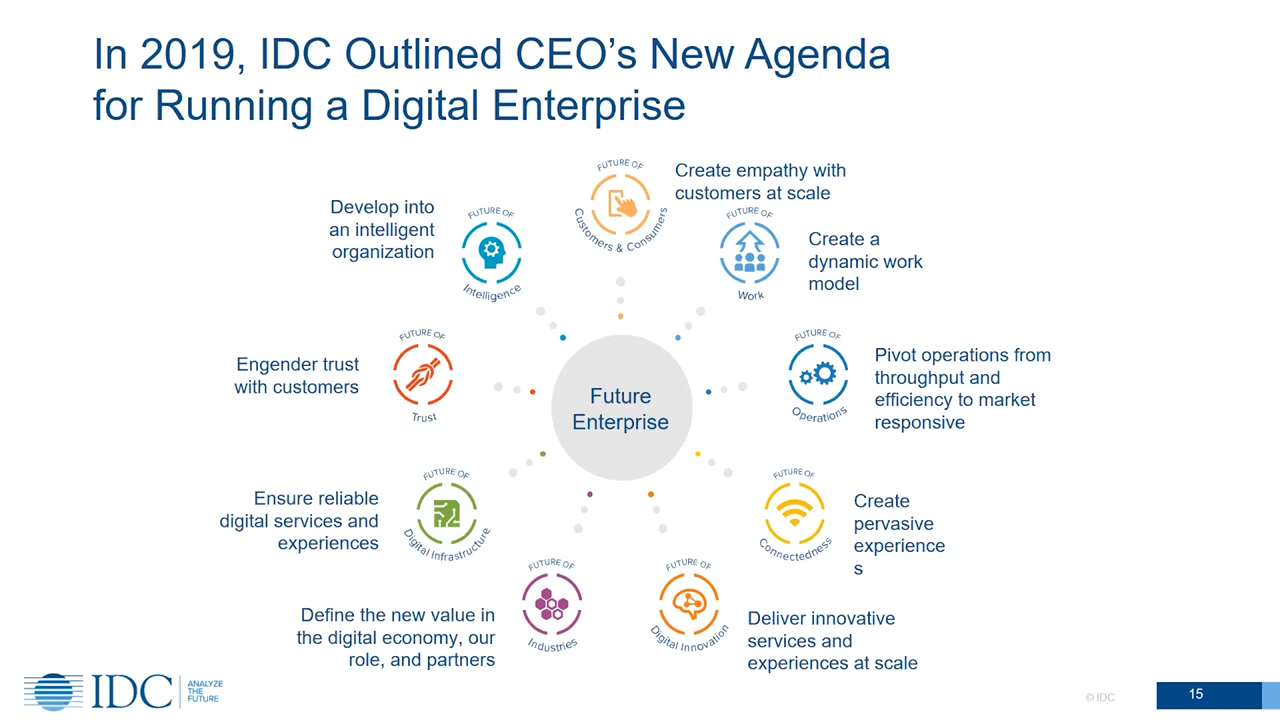 In 2019, IDC Outlined CEO’s New Agenda
for Running a Digital Enterprise
FUTURE OF
Customers & Consumers
Create empathy with
customers at scale
FUTURE OF
Work
Create a
dynamic work
model
FUTURE OF
Operations
Pivot operations from
throughput and
efficiency to market
responsive
FUTURE OF
Connectedness
Create
pervasive
experience
s
FUTURE OF
Digital Innovation
Deliver innovative
services and
experiences at scale
FUTURE OF
Industries
Define the new value in
the digital economy, our
role, and partners
FUTURE OF
Digital Infrastructure
Ensure reliable
digital services and
experiences
FUTURE OF
Trust
Engender trust
with customers
FUTURE OF
Intelligence
Develop into
an intelligent
organization
Future
Enterprise
IDC
ANALYZE
THE
FUTURE
© IDC
15